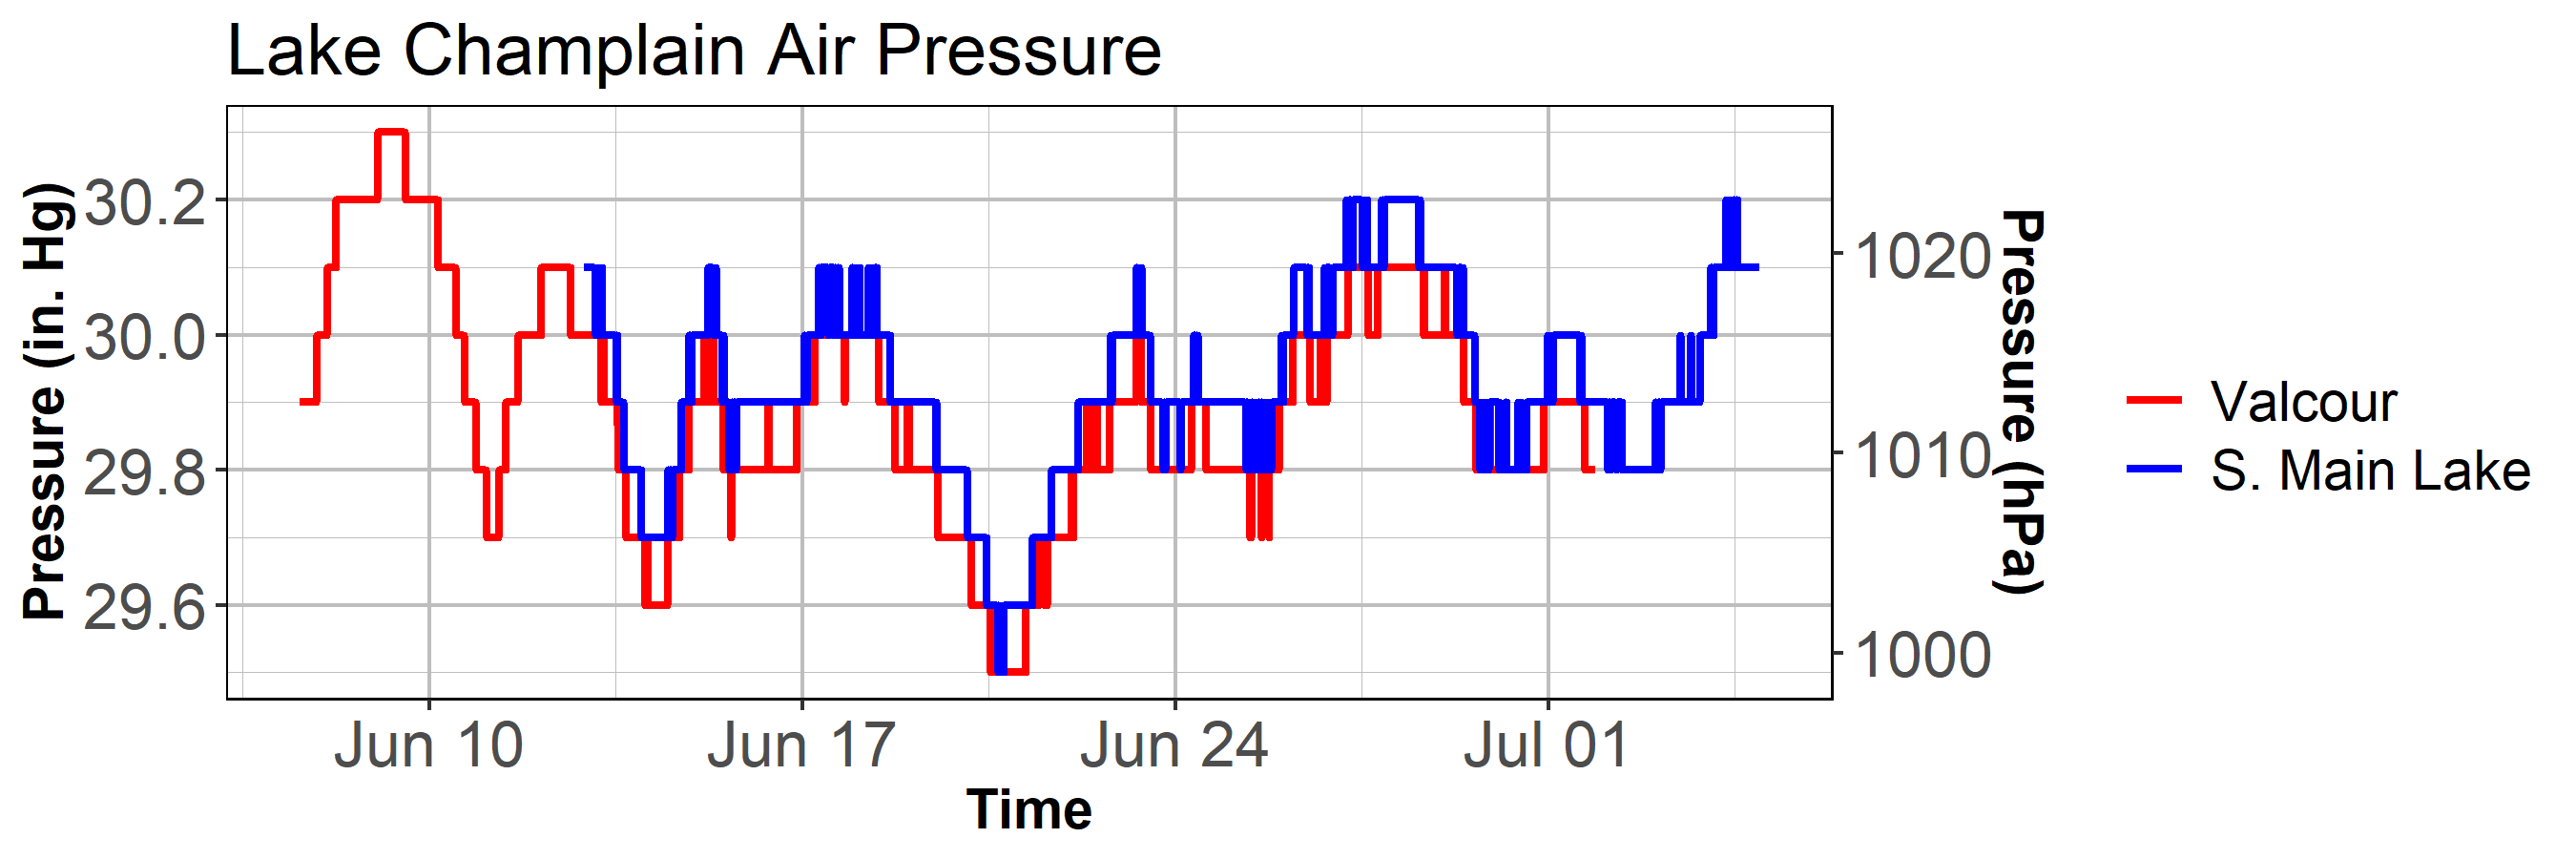 Lake Champlain Air Pressure
Pressure (in. Hg)
30.2
30.0
29.8
29.6
1020
1010
1000
Pressure (hPa)
Jun 10
Jun 17
Jun 24
Jul 01
Time
Valcour
S. Main Lake